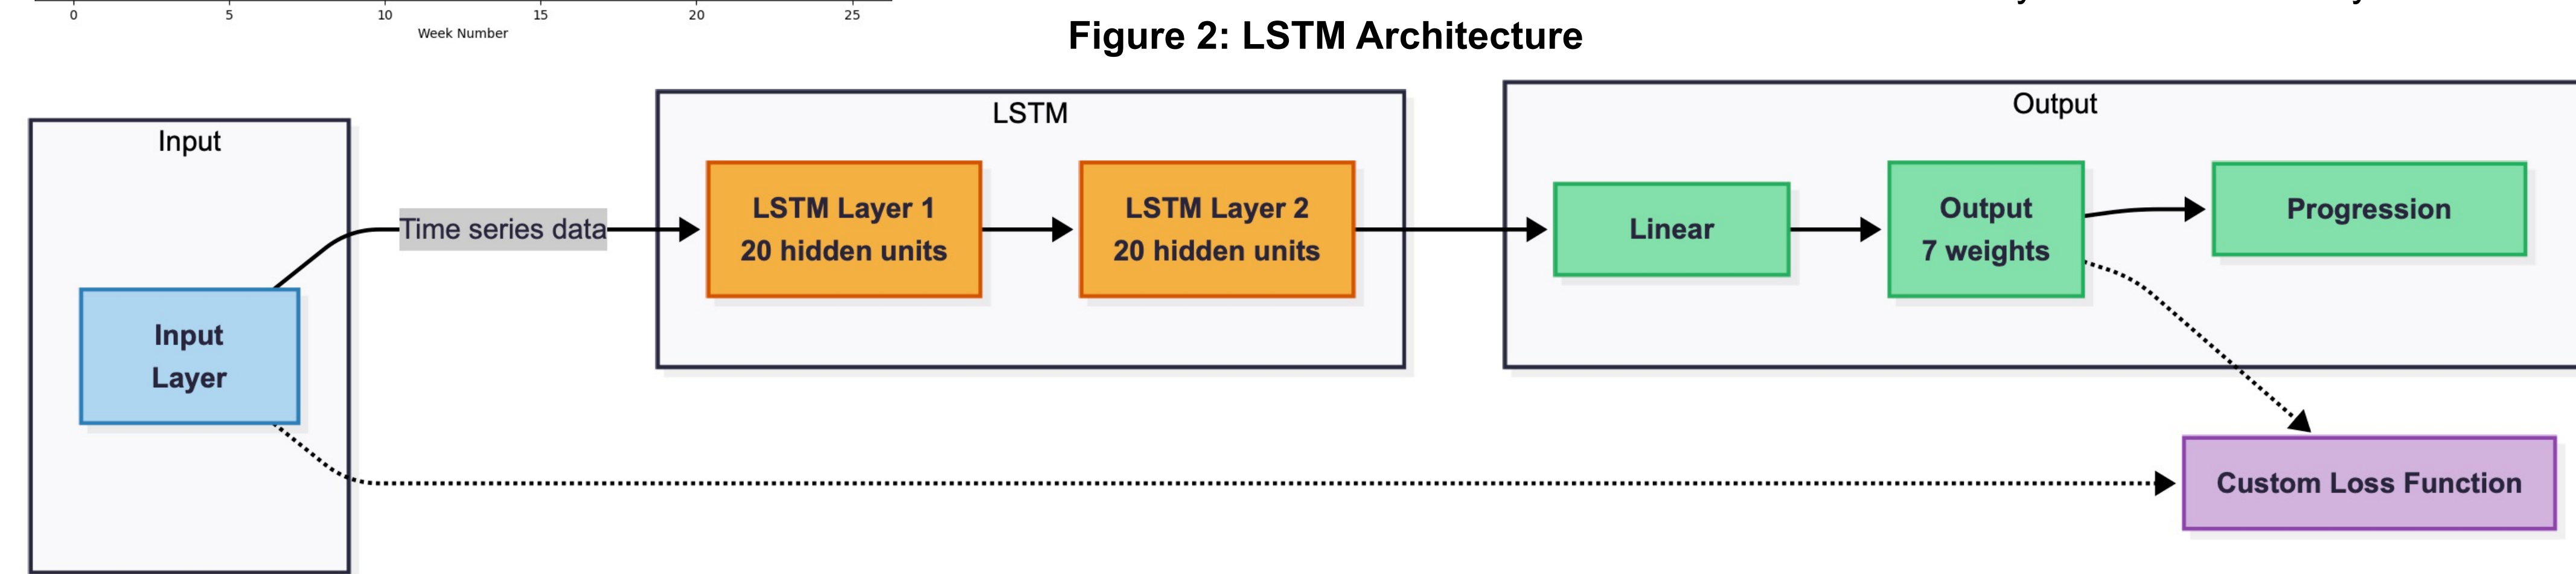 0 5 10 15 20 25
Week Number
Figure 2: LSTM Architecture
Input
Input
Layer
Time series data
LSTM
LSTM Layer 1
20 hidden units
LSTM Layer 2
20 hidden units
Output
Linear
Output
7 weights
Progression
Custom Loss Function